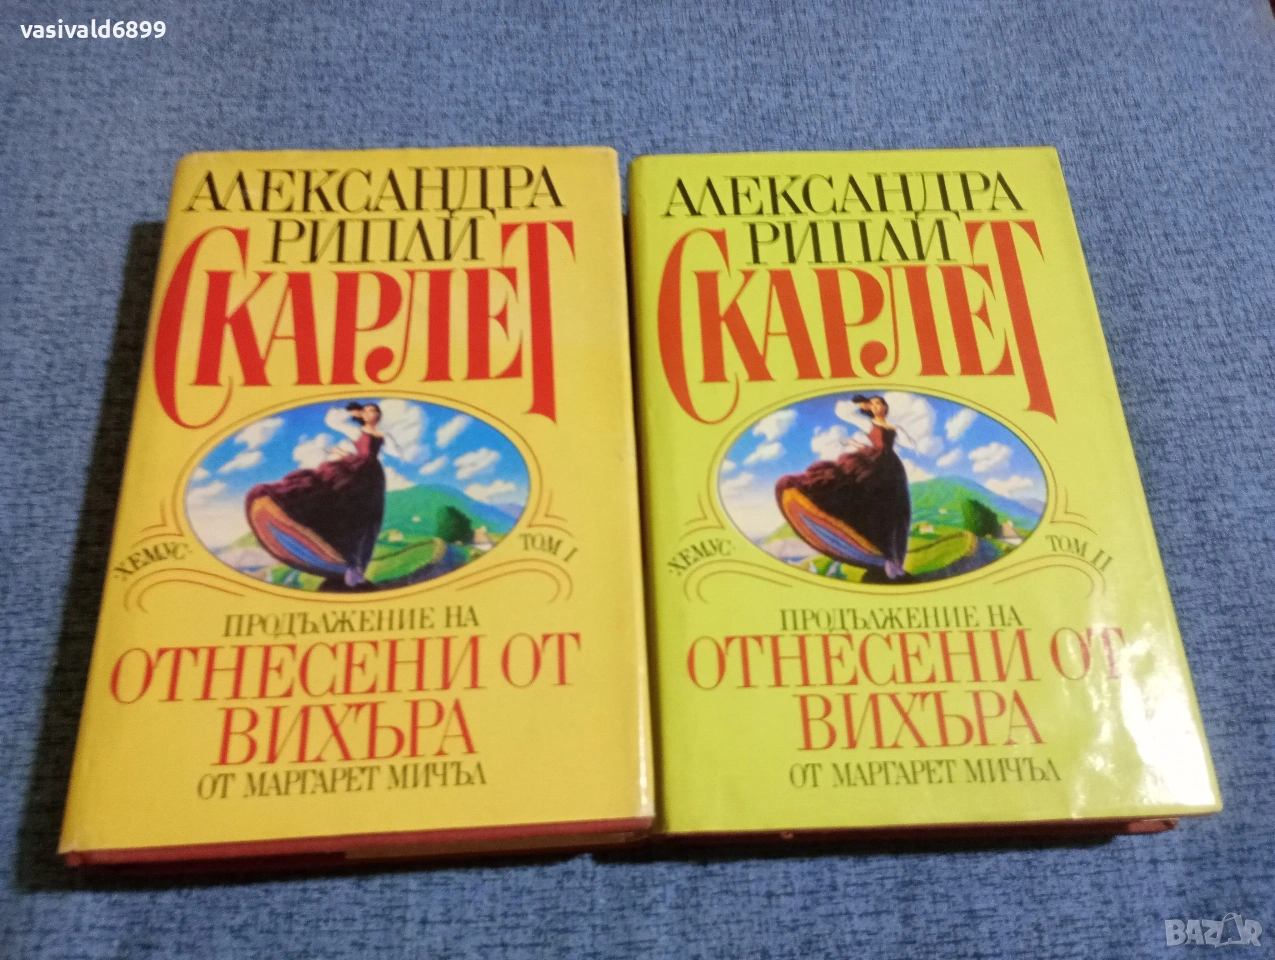 vasivald6899
АЛЕКСАНДРА
РИПЛИ
СКАРЛЕТ
·ХЕМУС·
ТОМ I
ПРОДЪЛЖЕНИЕ НА
ОТНЕСЕНИ ОТ
ВИХЪРА
ОТ МАРГАРЕТ МИЧЪЛ
АЛЕКСАНДРА
РИПЛИ
СКАРЛЕТ
·ХЕМУС·
ТОМ II
ПРОДЪЛЖЕНИЕ НА
ОТНЕСЕНИ ОТ
ВИХЪРА
ОТ МАРГАРЕТ МИЧЪЛ
BAZAR